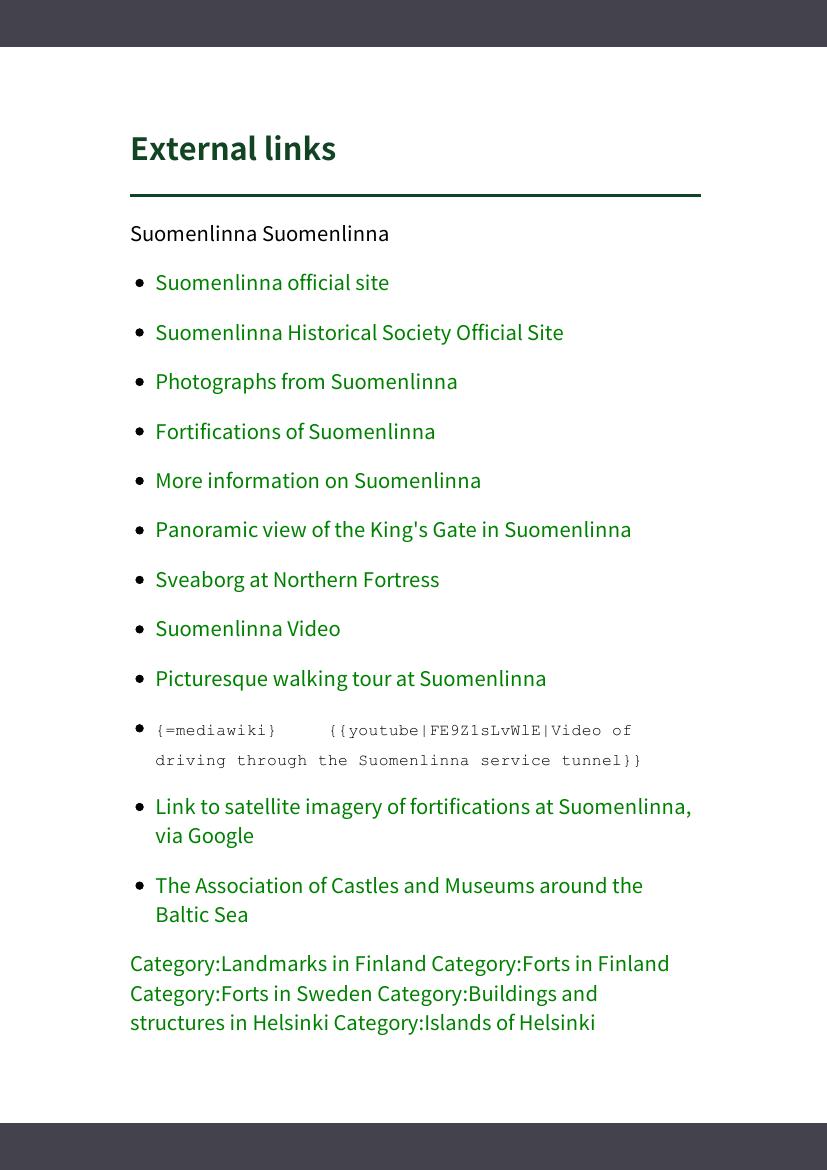 External links
Suomenlinna Suomenlinna
Suomenlinna official site
Suomenlinna Historical Society Official Site
Photographs from Suomenlinna
Fortifications of Suomenlinna
More information on Suomenlinna
Panoramic view of the King's Gate in Suomenlinna
Sveaborg at Northern Fortress
Suomenlinna Video
Picturesque walking tour at Suomenlinna
{=mediawiki} {{youtube|FE9Z1sLvWlE|Video of
driving through the Suomenlinna service tunnel}}
Link to satellite imagery of fortifications at Suomenlinna,
via Google
The Association of Castles and Museums around the
Baltic Sea
Category:Landmarks in Finland Category:Forts in Finland
Category:Forts in Sweden Category:Buildings and
structures in Helsinki Category:Islands of Helsinki